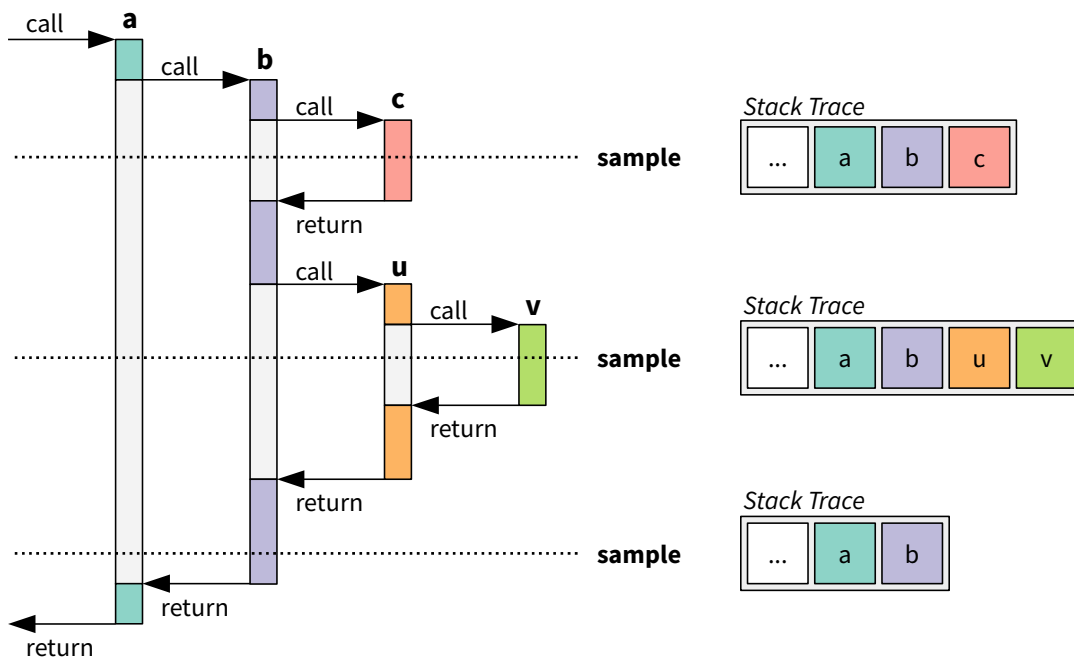 call
a
call
b
call
c
sample
return
call
u
call
v
sample
return
return
sample
return
return
Stack Trace
... a b c
Stack Trace
... a b u v
Stack Trace
... a b